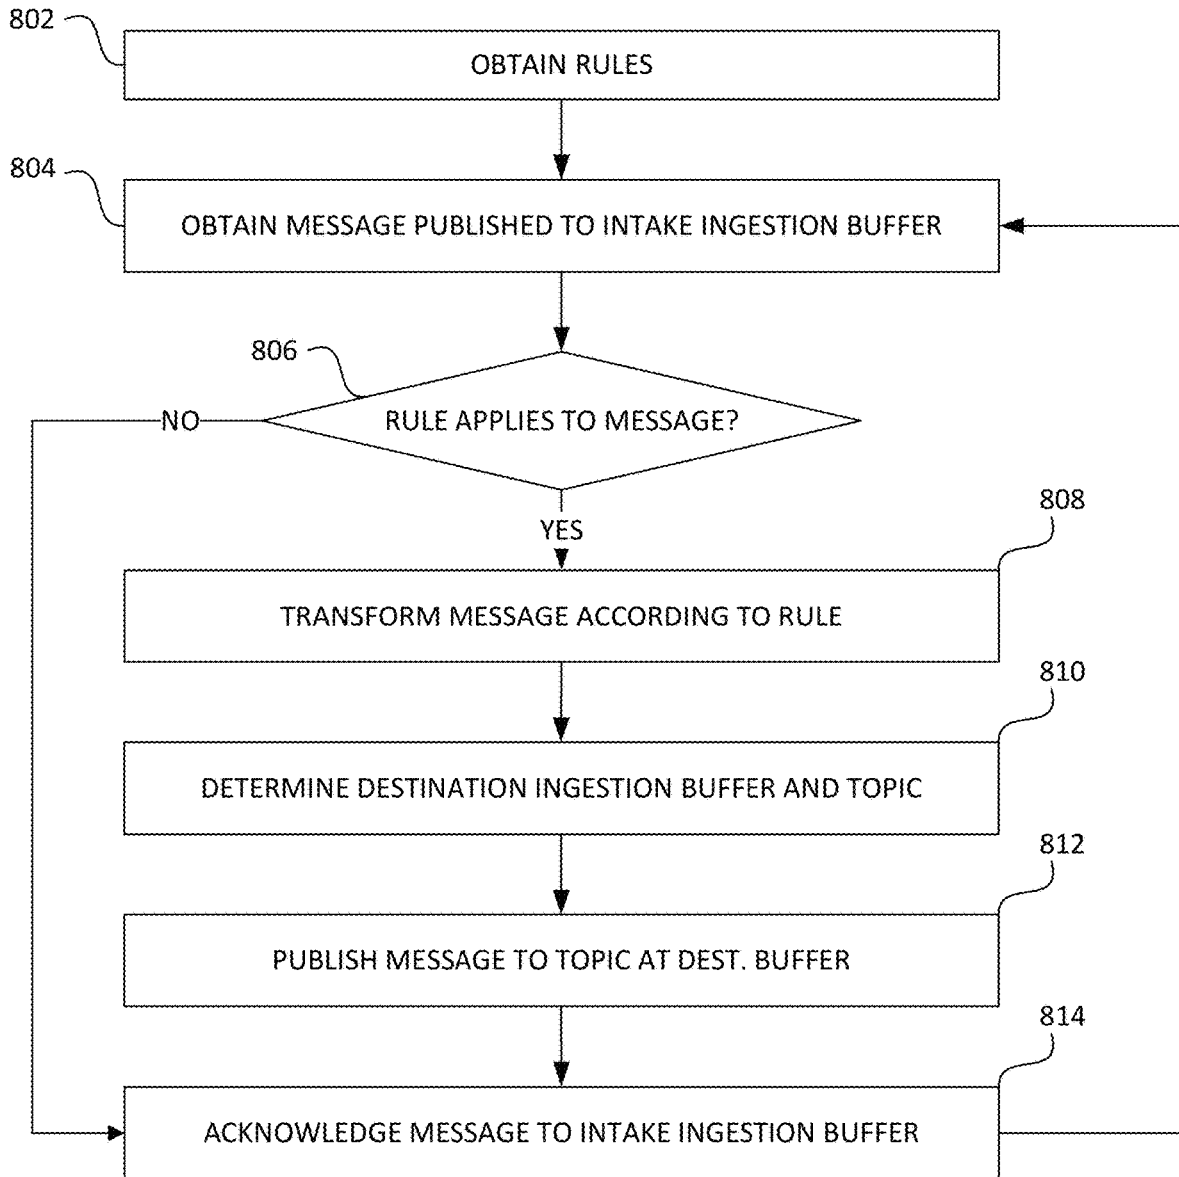 802
OBTAIN RULES
804
OBTAIN MESSAGE PUBLISHED TO INTAKE INGESTION BUFFER
806
RULE APPLIES TO MESSAGE?
NO
YES
808
TRANSFORM MESSAGE ACCORDING TO RULE
810
DETERMINE DESTINATION INGESTION BUFFER AND TOPIC
812
PUBLISH MESSAGE TO TOPIC AT DEST. BUFFER
814
ACKNOWLEDGE MESSAGE TO INTAKE INGESTION BUFFER